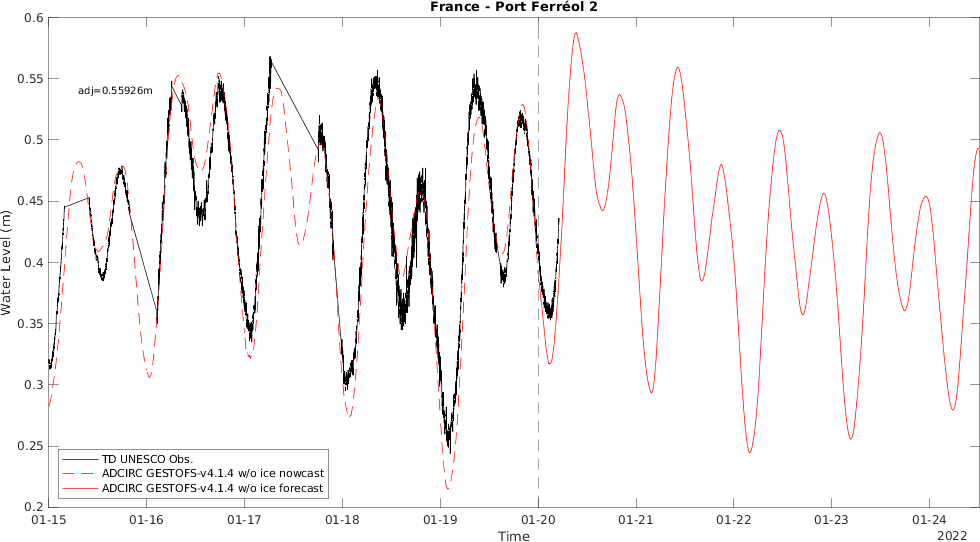 France - Port Ferréol 2
0.6
0.55
0.5
0.45
0.4
0.35
0.3
0.25
0.2
Water Level (m)
adj=0.55926m
TD UNESCO Obs.
ADCIRC GESTOFS-v4.1.4 w/o ice nowcast
ADCIRC GESTOFS-v4.1.4 w/o ice forecast
01-15 01-16 01-17 01-18 01-19 01-20 01-21 01-22 01-23 01-24
Time
2022